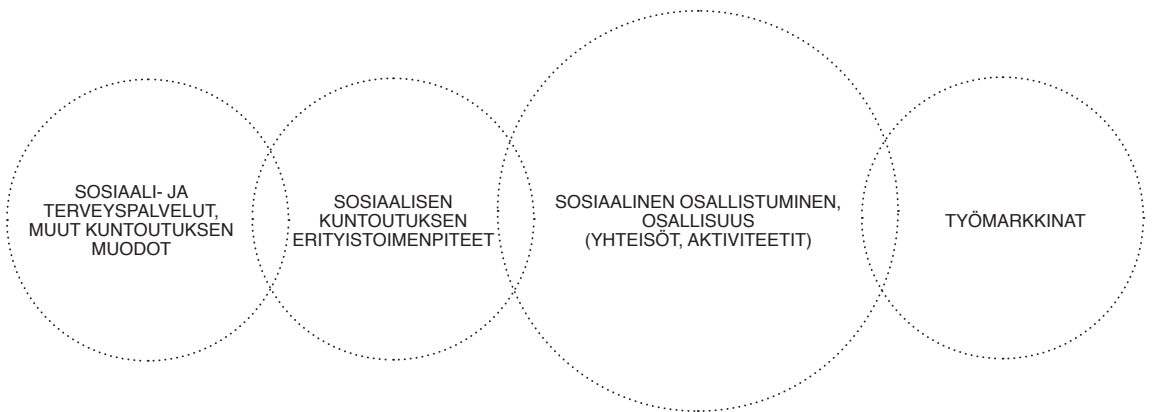 SOSIAALI- JA
TERVEYSPALVELUT,
MUUT KUNTOUTUKSEN
MUODOT
SOSIAALISEN
KUNTOUTUKSEN
ERITYISTOIMENPITEET
SOSIAALINEN OSALLISTUMINEN,
OSALLISUUS
(YHTEISÖT, AKTIVITEETIT)
TYÖMARKKINAT